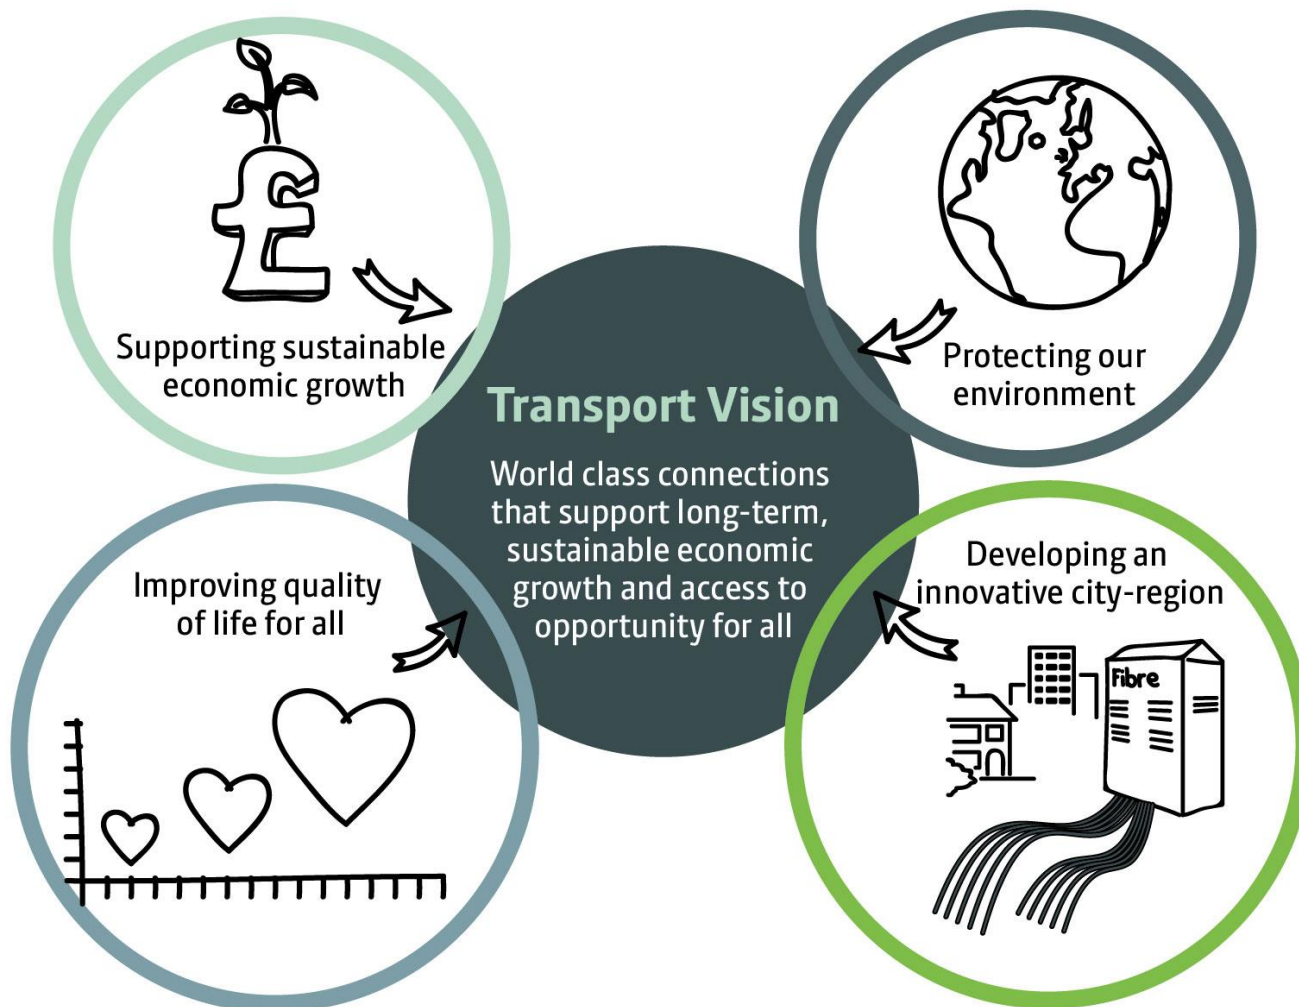 Supporting sustainable
economic growth
Protecting our
environment
Transport Vision
World class connections
that support long-term,
sustainable economic
growth and access to
opportunity for all
Improving quality
of life for all
Developing an
innovative city-region
Fibre